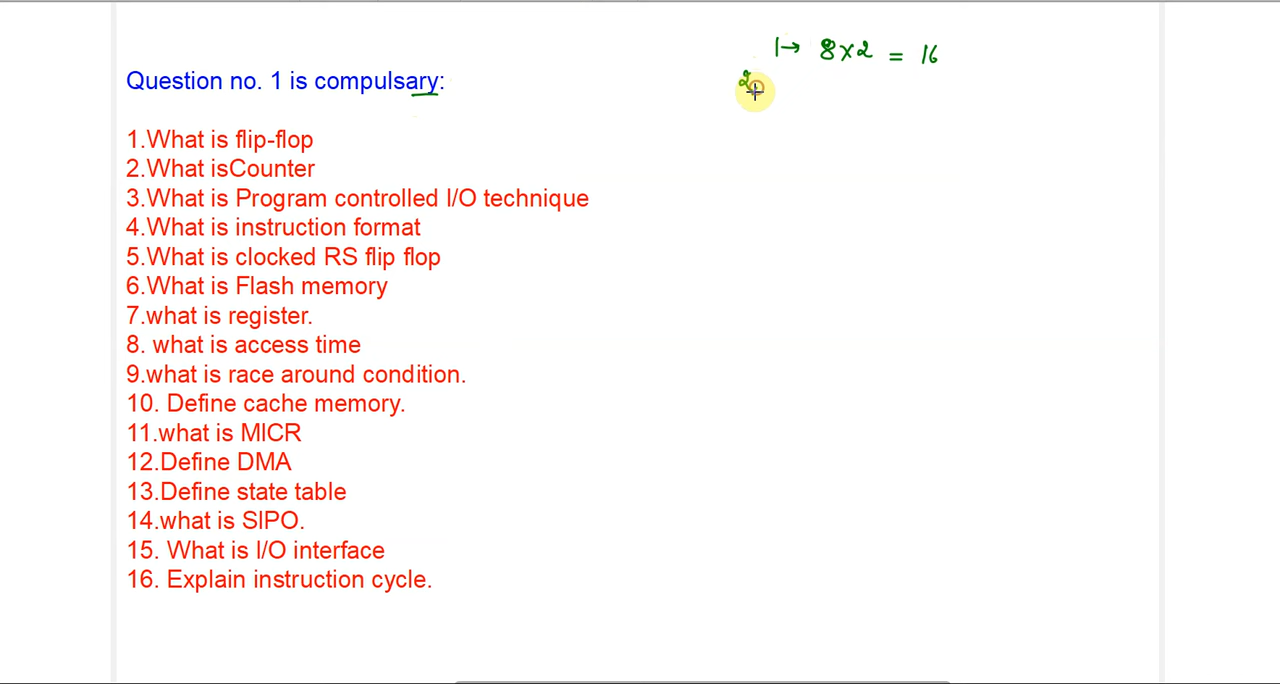 1→ 8x2 = 16
Question no. 1 is compulsary:
2
1.What is flip-flop
2.What isCounter
3.What is Program controlled I/O technique
4.What is instruction format
5.What is clocked RS flip flop
6.What is Flash memory
7.what is register.
8. what is access time
9.what is race around condition.
10. Define cache memory.
11.what is MICR
12.Define DMA
13.Define state table
14.what is SIPO.
15. What is I/O interface
16. Explain instruction cycle.